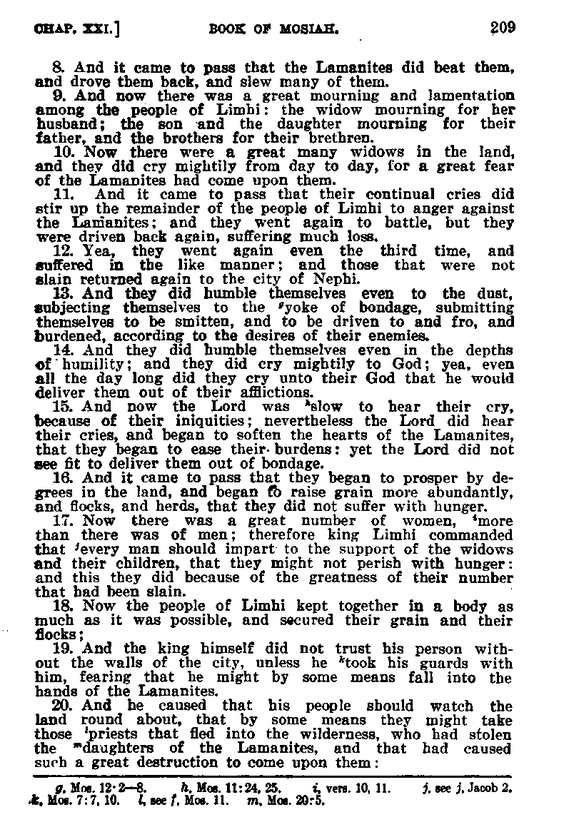 CHAP. XXI.] BOOK OF MOSIAH. 209
8. And it came to pass that the Lamanites did beat them,
and drove them back, and slew many of them.
9. And now there was a great mourning and lamentation
among the people of Limhi: the widow mourning for her
husband; the son and the daughter mourning for their
father, and the brothers for their brethren.
10. Now there were a great many widows in the land,
and they did cry mightily from day to day, for a great fear
of the Lamanites had come upon them.
11. And it came to pass that their continual cries did
stir up the remainder of the people of Limhi to anger against
the Lamanites; and they went again to battle, but they
were driven back again, suffering much loss.
12. Yea, they went again even the third time, and
suffered in the like manner; and those that were not
slain returned again to the city of Nephi.
13. And they did humble themselves even to the dust,
subjecting themselves to the gyoke of bondage, submitting
themselves to be smitten, and to be driven to and fro, and
burdened, according to the desires of their enemies.
14. And they did humble themselves even in the depths
of humility; and they did cry mightily to God; yea, even
all the day long did they cry unto their God that he would
deliver them out of their afflictions.
15. And now the Lord was hslow to hear their cry,
because of their iniquities; nevertheless the Lord did hear
their cries, and began to soften the hearts of the Lamanites,
that they began to ease their burdens: yet the Lord did not
see fit to deliver them out of bondage.
16. And it came to pass that they began to prosper by de-
grees in the land, and began to raise grain more abundantly,
and flocks, and herds, that they did not suffer with hunger.
17. Now there was a great number of women, imore
than there was of men; therefore king Limhi commanded
that jevery man should impart to the support of the widows
and their children, that they might not perish with hunger:
and this they did because of the greatness of their number
that had been slain.
18. Now the people of Limhi kept together in a body as
much as it was possible, and secured their grain and their
flocks;
19. And the king himself did not trust his person with-
out the walls of the city, unless he ktook his guards with
him, fearing that he might by some means fall into the
hands of the Lamanites.
20. And he caused that his people should watch the
land round about, that by some means they might take
those lpriests that fled into the wilderness, who had stolen
the mdaughters of the Lamanites, and that had caused
such a great destruction to come upon them:
g, Mos. 12:2—8. h, Mos. 11:24, 25. i, vers. 10, 11. j, see j, Jacob 2.
k, Mos. 7:7, 10. l, see f, Mos. 11. m, Mos. 20:5.